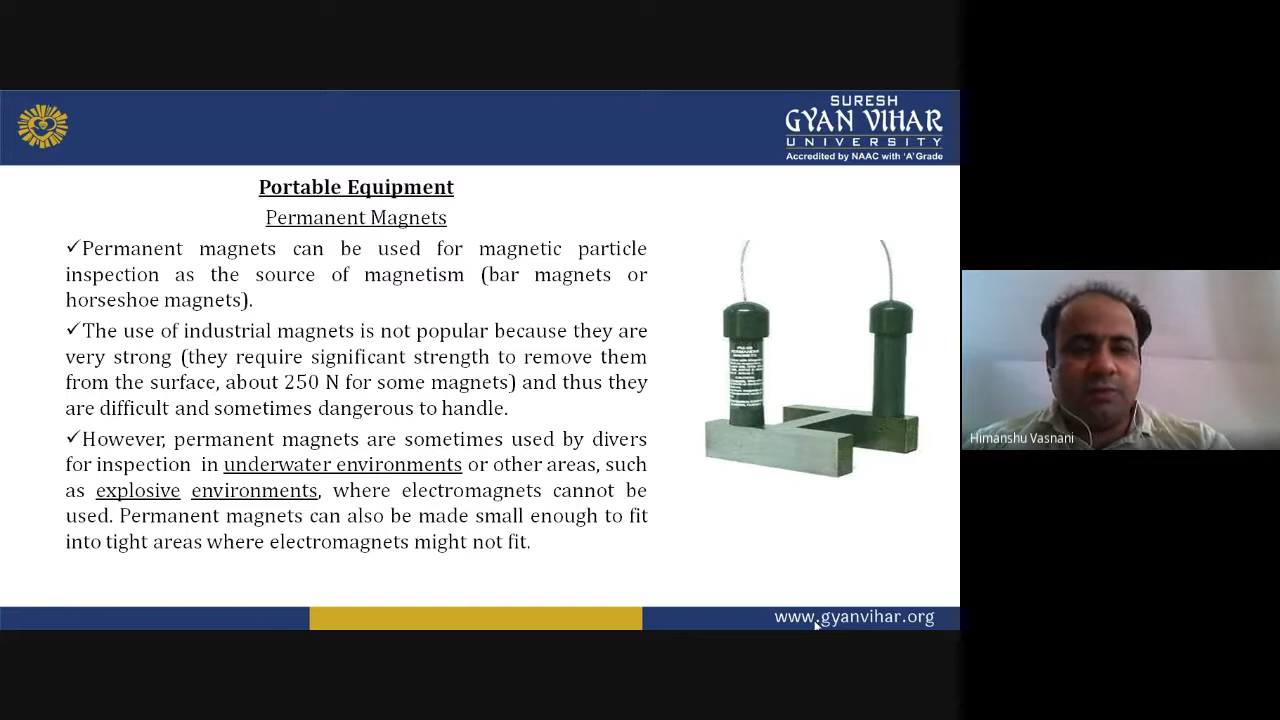 SURESH
GYAN VIHAR
UNIVERSITY
Accredited by NAAC with 'A' Grade
Portable Equipment
Permanent Magnets
✓Permanent magnets can be used for magnetic particle
inspection as the source of magnetism (bar magnets or
horseshoe magnets).
✓The use of industrial magnets is not popular because they are
very strong (they require significant strength to remove them
from the surface, about 250 N for some magnets) and thus they
are difficult and sometimes dangerous to handle.
✓However, permanent magnets are sometimes used by divers
for inspection in underwater environments or other areas, such
as explosive environments, where electromagnets cannot be
used. Permanent magnets can also be made small enough to fit
into tight areas where electromagnets might not fit.
Himanshu Vasnani
www.gyanvihar.org